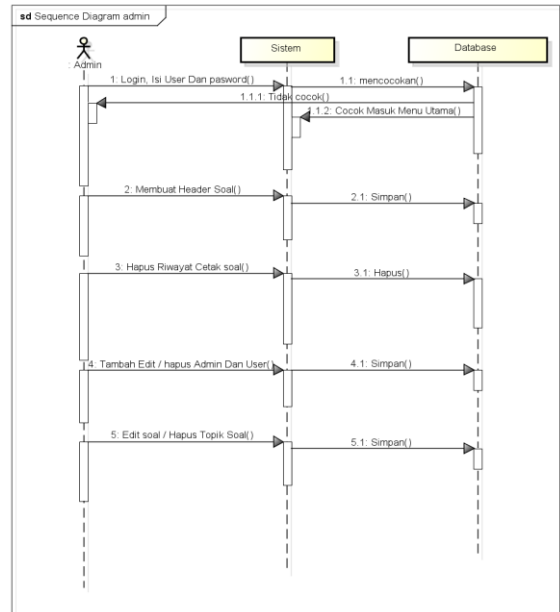 sd Sequence Diagram admin
: Admin
Sistem
Database
1: Login, Isi User Dan pasword()
1.1: mencocokan()
1.1.1: Tidak cocok()
1.1.2: Cocok Masuk Menu Utama()
2: Membuat Header Soal()
2.1: Simpan()
3: Hapus Riwayat Cetak soal()
3.1: Hapus()
4: Tambah Edit / hapus Admin Dan User()
4.1: Simpan()
5: Edit soal / Hapus Topik Soal()
5.1: Simpan()